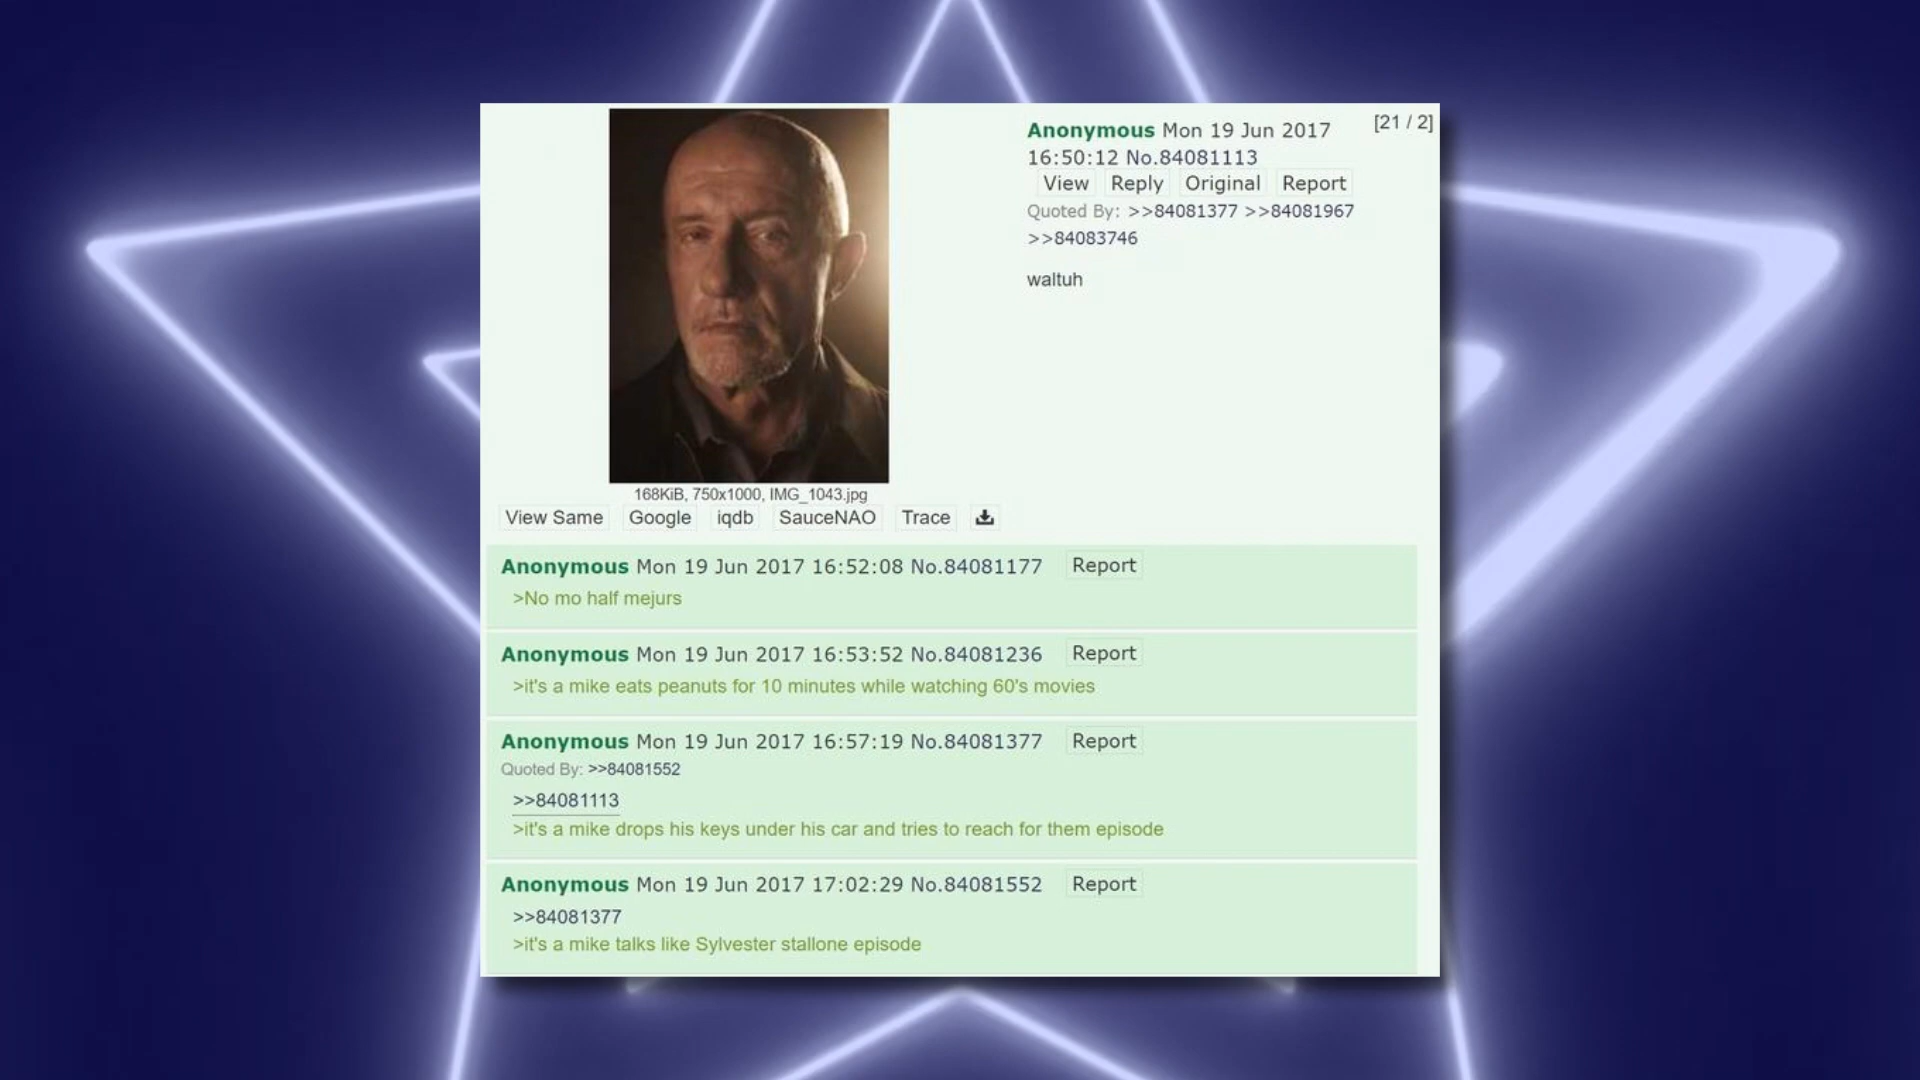 [21 / 2]
Anonymous Mon 19 Jun 2017
16:50:12 No.84081113
View Reply Original Report
Quoted By: >>84081377 >>84081967
>>84083746
waltuh
168KiB, 750x1000, IMG_1043.jpg
View Same Google iqdb SauceNAO Trace
Anonymous Mon 19 Jun 2017 16:52:08 No.84081177 Report
>No mo half mejurs
Anonymous Mon 19 Jun 2017 16:53:52 No.84081236 Report
>it's a mike eats peanuts for 10 minutes while watching 60's movies
Anonymous Mon 19 Jun 2017 16:57:19 No.84081377 Report
Quoted By: >>84081552
>>84081113
>it's a mike drops his keys under his car and tries to reach for them episode
Anonymous Mon 19 Jun 2017 17:02:29 No.84081552 Report
>>84081377
>it's a mike talks like Sylvester stallone episode